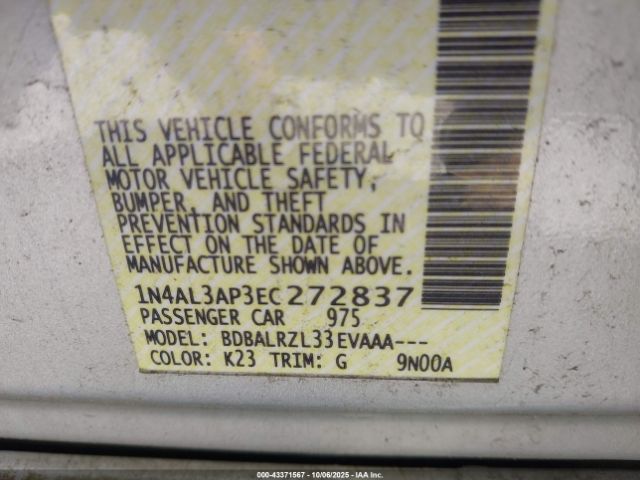 THIS VEHICLE CONFORMS TO
ALL APPLICABLE FEDERAL
MOTOR VEHICLE SAFETY,
BUMPER, AND THEFT
PREVENTION STANDARDS IN
EFFECT ON THE DATE OF
MANUFACTURE SHOWN ABOVE.
1N4AL3AP3EC272837
PASSENGER CAR 975
MODEL: BDBALRZL33EVAAA---
COLOR: K23 TRIM: G 9N00A
000-43371567 | 10/06/2025 | IAA Inc.